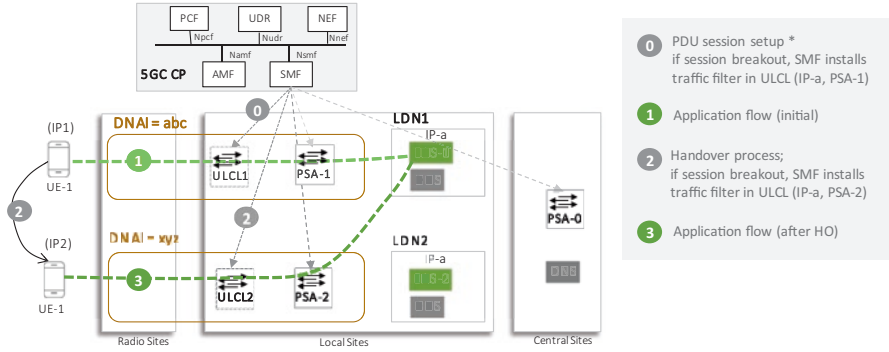 PCF
UDR
NEF
Npcf
Nudr
Nnef
Namf
Nsmf
5GC CP
AMF
SMF
0
(IP1)
DNAI = abc
LDN1
IP-a
1
UE-1
ULCL1
PSA-1
2
2
PSA-0
(IP2)
DNAI = xyz
LDN2
IP-a
3
UE-1
ULCL2
PSA-2
Radio Sites
Local Sites
Central Sites
0 PDU session setup *
if session breakout, SMF installs
traffic filter in ULCL (IP-a, PSA-1)
1 Application flow (initial)
2 Handover process;
if session breakout, SMF installs
traffic filter in ULCL (IP-a, PSA-2)
3 Application flow (after HO)